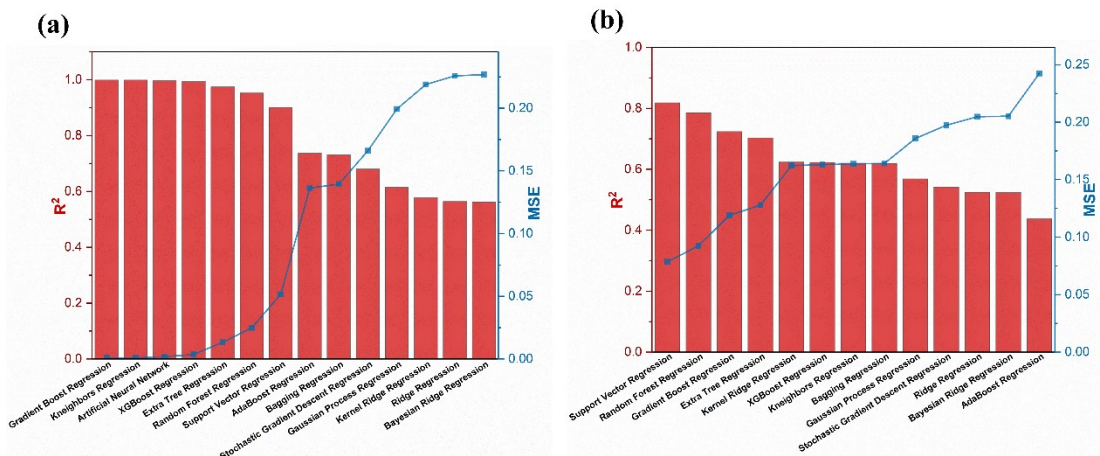 (a)
1.0
0.8
0.6
0.4
0.2
0.0
R²
0.20
0.15
0.10
0.05
0.00
MSE
Gradient Boost Regression
Kneighbors Regression
Artificial Neural Network
XGBoost Regression
Extra Tree Regression
Random Forest Regression
Support Vector Regression
AdaBoost Regression
Bagging Regression
Stochastic Gradient Descent Regression
Gaussian Process Regression
Kernel Ridge Regression
Ridge Regression
Bayesian Ridge Regression
(b)
1.0
0.8
0.6
0.4
0.2
0.0
R²
0.25
0.20
0.15
0.10
0.05
0.00
MSE
Support Vector Regression
Random Forest Regression
Gradient Boost Regression
Extra Tree Regression
Kernel Ridge Regression
XGBoost Regression
Kneighbors Regression
Bagging Regression
Gaussian Process Regression
Stochastic Gradient Descent Regression
Ridge Regression
Bayesian Ridge Regression
AdaBoost Regression